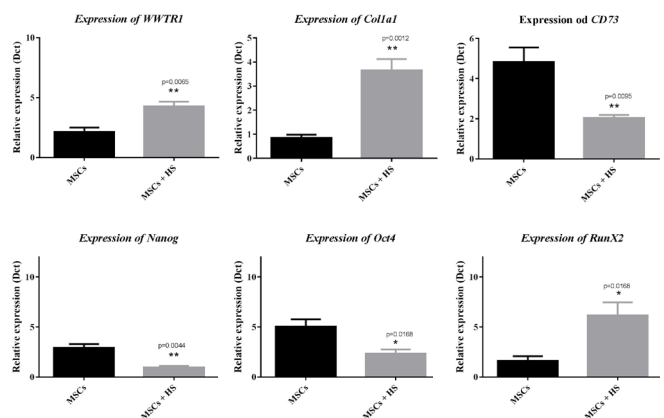 Expression of WWTR1
Relative expression (Dct)
10
5
0
p=0.0065
**
MSCs
MSCs + HS
Expression of Col1a1
Relative expression (Dct)
5
4
3
2
1
0
p=0.0012
**
MSCs
MSCs + HS
Expression od CD73
Relative expression (Dct)
6
4
2
0
p=0.0095
**
MSCs
MSCs + HS
Expression of Nanog
Relative expression (Dct)
10
5
0
p=0.0044
**
MSCs
MSCs + HS
Expression of Oct4
Relative expression (Dct)
10
5
0
p=0.0168
*
MSCs
MSCs + HS
Expression of RunX2
Relative expression (Dct)
10
5
0
p=0.0168
*
MSCs
MSCs + HS